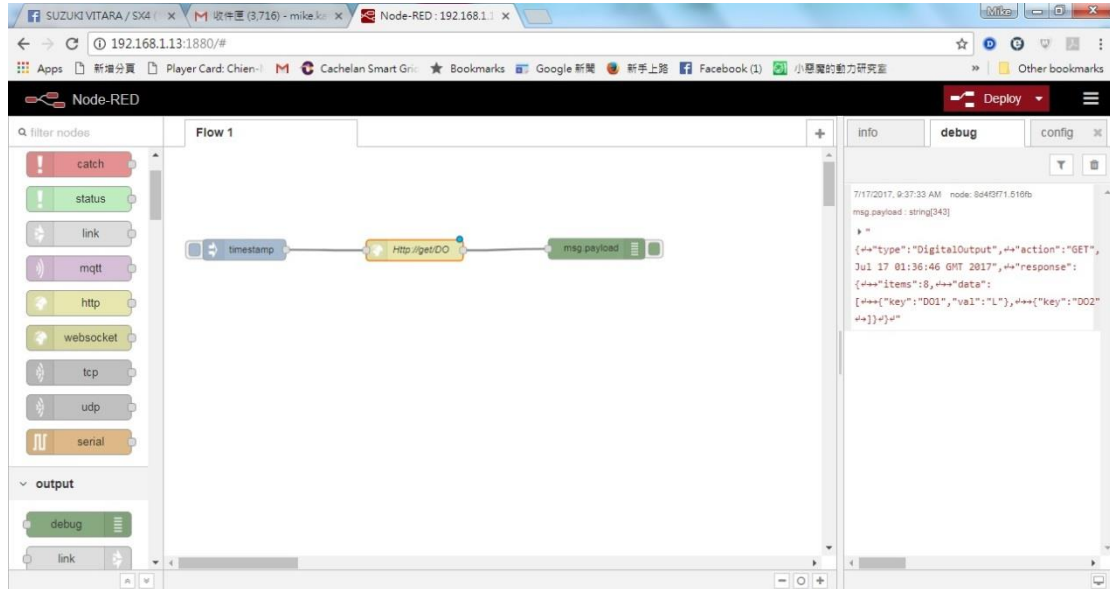 SUZUKI VITARA / SX4 (
收件匣 (3,716) - mike.ka
Node-RED : 192.168.1.1
Mike
192.168.1.13:1880/#
Apps 新增分頁 Player Card: Chien- Cachelan Smart Gri Bookmarks Google 新聞 新手上路 Facebook (1) 小惡魔的動力研究室 » Other bookmarks
Node-RED
Deploy
filter nodes
Flow 1
info debug config
catch
status
link
mqtt
http
websocket
tcp
udp
serial
output
debug
link
timestamp
Http://get/DO
msg.payload
7/17/2017, 9:37:33 AM node: 8d4f3f71.516fb
msg.payload : string[343]
"
{↵→"type":"DigitalOutput",↵→"action":"GET",
Jul 17 01:36:46 GMT 2017",↵→"response":
{↵→→"items":8,↵→→"data":
[↵→→{"key":"DO1","val":"L"},↵→→{"key":"DO2"
↵→]}↵}↵"